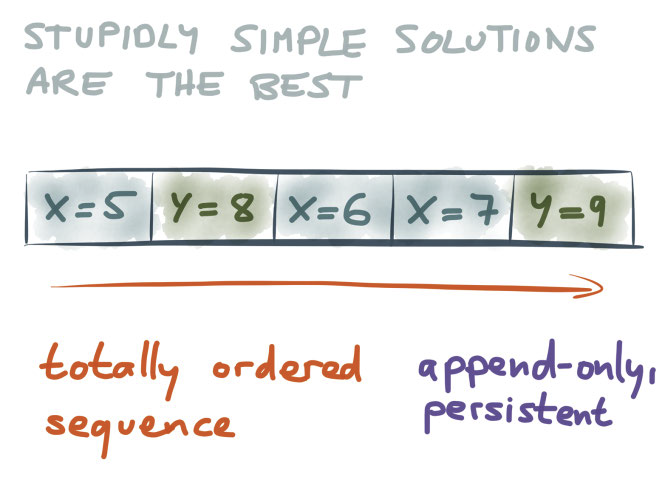 STUPIDLY SIMPLE SOLUTIONS
ARE THE BEST
X=5 Y=8 X=6 X=7 Y=9
totally ordered
sequence
append-only,
persistent